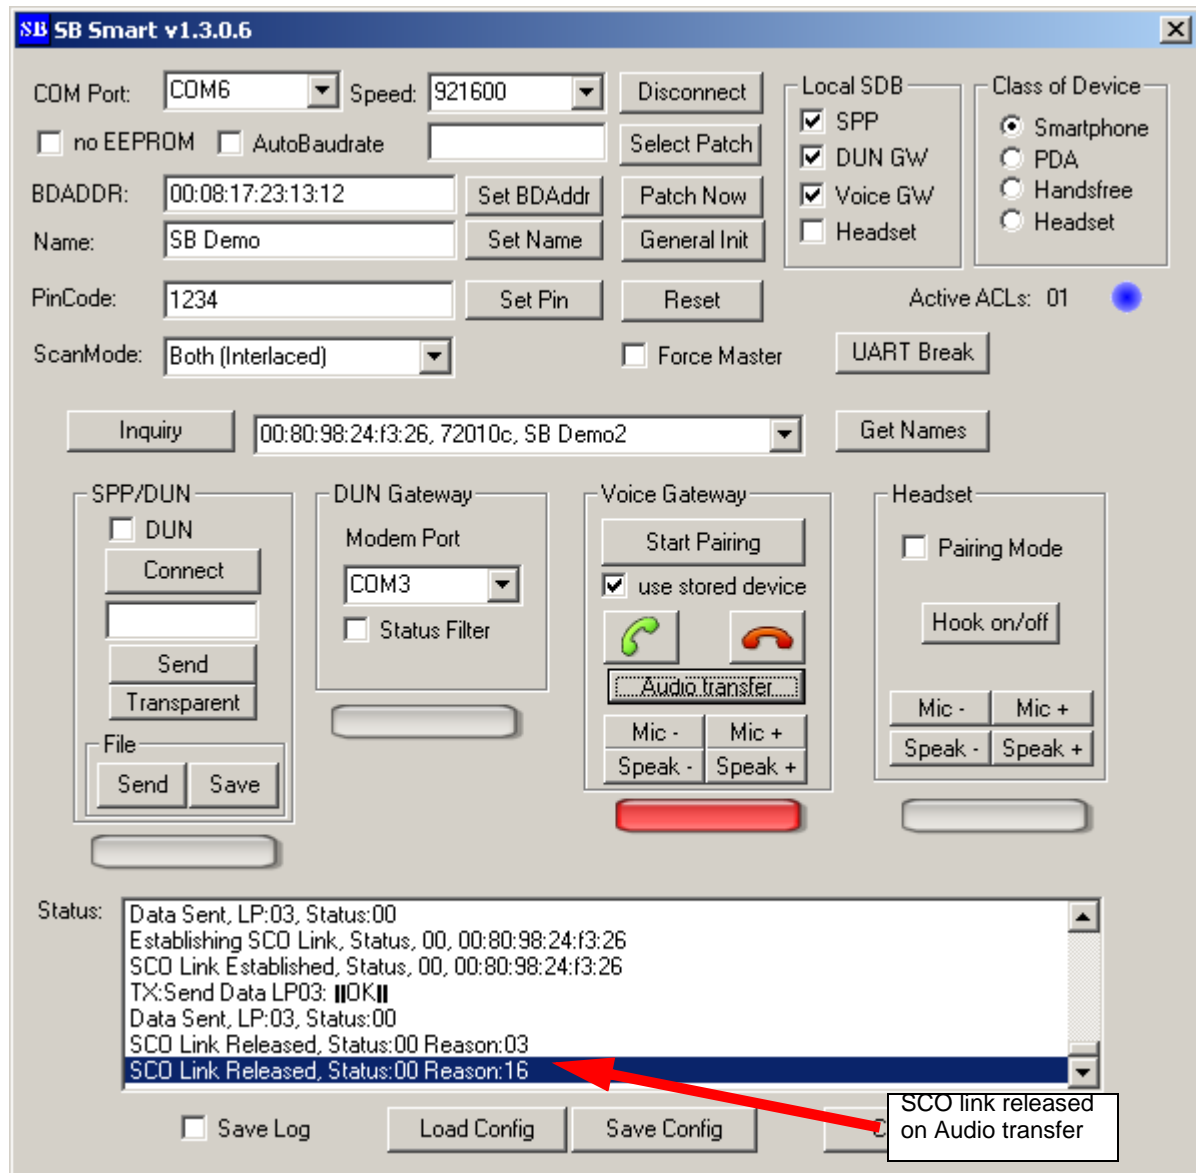 SB SB Smart v1.3.0.6
COM Port: COM6 Speed: 921600 Disconnect
no EEPROM AutoBaudrate Select Patch
BDADDR: 00:08:17:23:13:12 Set BDAddr Patch Now
Name: SB Demo Set Name General Init
Local SDB
SPP
DUN GW
Voice GW
Headset
Class of Device
Smartphone
PDA
Handsfree
Headset
PinCode: 1234 Set Pin Reset Active ACLs: 01
ScanMode: Both (Interlaced) Force Master UART Break
Inquiry 00:80:98:24:f3:26, 72010c, SB Demo2 Get Names
SPP/DUN
DUN
Connect
Send
Transparent
File
Send Save
DUN Gateway
Modem Port
COM3
Status Filter
Voice Gateway
Start Pairing
use stored device
Audio transfer
Mic - Mic +
Speak - Speak +
Headset
Pairing Mode
Hook on/off
Mic - Mic +
Speak - Speak +
Status:
Data Sent, LP:03, Status:00
Establishing SCO Link, Status, 00, 00:80:98:24:f3:26
SCO Link Established, Status, 00, 00:80:98:24:f3:26
TX:Send Data LP03: ||OK||
Data Sent, LP:03, Status:00
SCO Link Released, Status:00 Reason:03
SCO Link Released, Status:00 Reason:16
Save Log Load Config Save Config
SCO link released
on Audio transfer